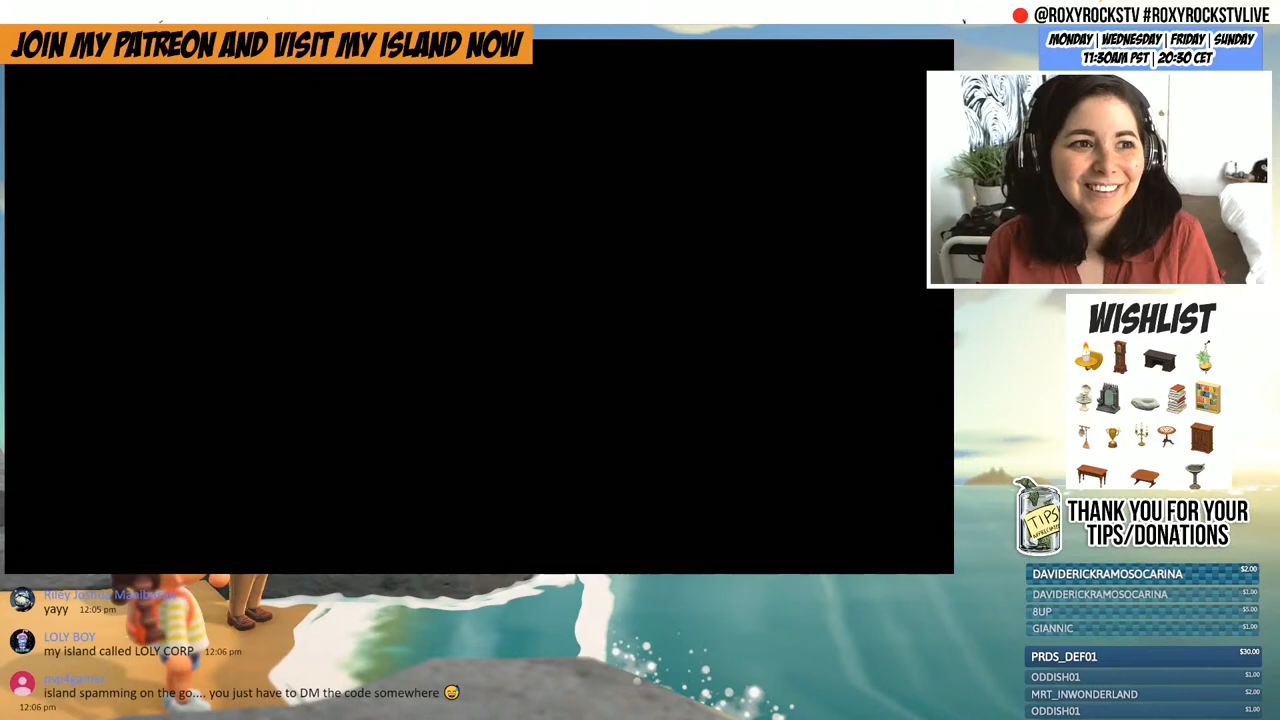 JOIN MY PATREON AND VISIT MY ISLAND NOW
@ROXYROCKSTV #ROXYROCKSTVLIVE
MONDAY | WEDNESDAY | FRIDAY | SUNDAY
11:30AM PST | 20:30 CET
WISHLIST
TIPS
THANK YOU FOR YOUR
TIPS/DONATIONS
DAVIDERICKRAMOSOCARINA $2.00
DAVIDERICKRAMOSOCARINA $1.00
8UP $5.00
GIANNIC $1.00
PRDS_DEF01 $30.00
ODDISH01 $1.00
MRT_INWONDERLAND $2.00
ODDISH01 $1.00
Riley Joshua
yayy 12:05 pm
LOLY BOY
my island called LOLY CORP 12:06 pm
island spamming on the go.... you just have to DM the code somewhere 😅
12:06 pm